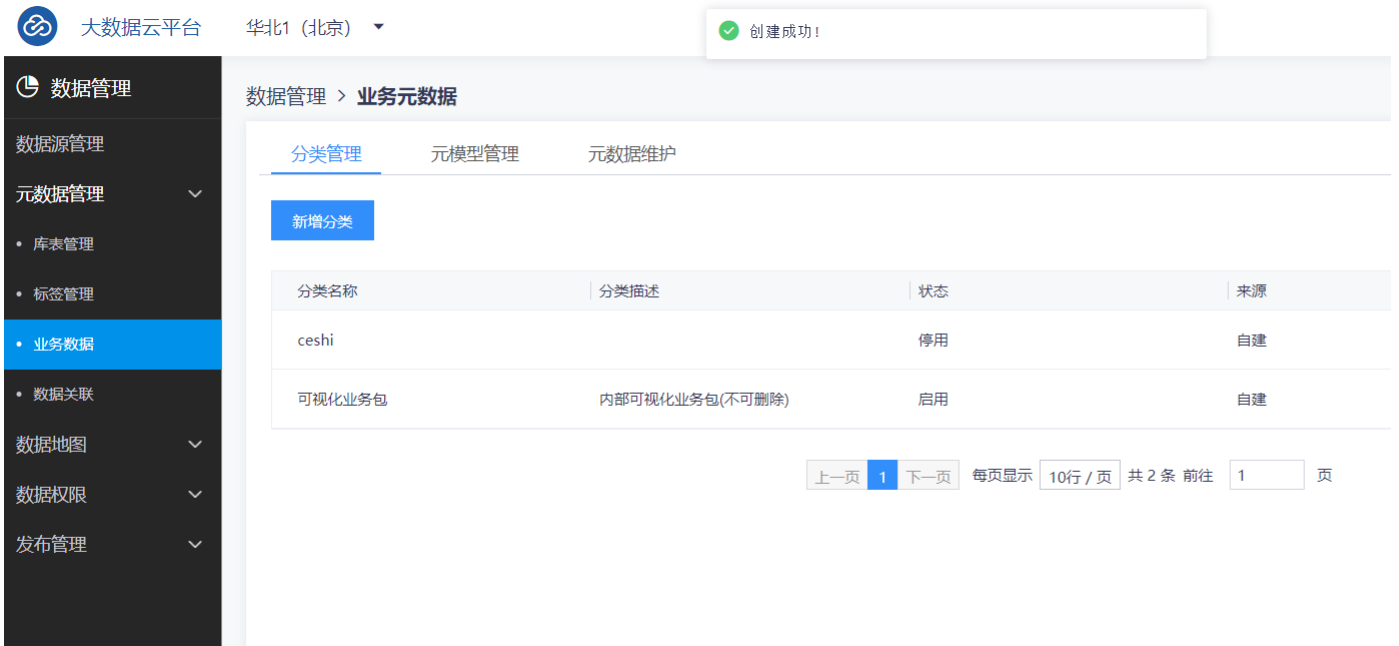 大数据云平台 华北1（北京）
创建成功！
数据管理
数据源管理
元数据管理
库表管理
标签管理
业务数据
数据关联
数据地图
数据权限
发布管理
数据管理 > 业务元数据
分类管理 元模型管理 元数据维护
新增分类
分类名称 分类描述 状态 来源
ceshi 停用 自建
可视化业务包 内部可视化业务包(不可删除) 启用 自建
上一页 1 下一页 每页显示 10行 / 页 共 2 条 前往 1 页